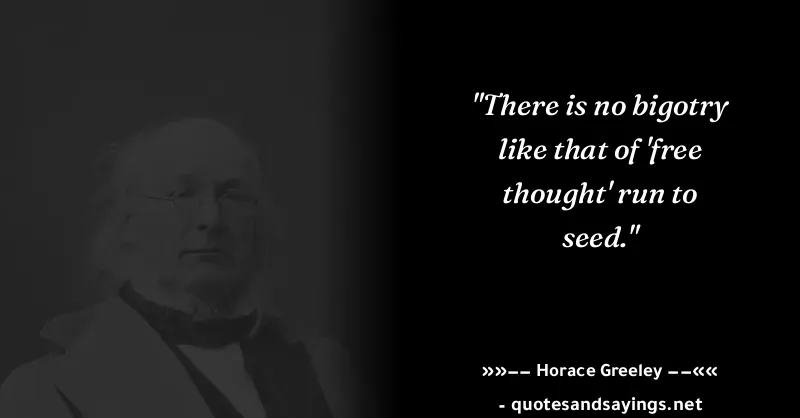 "There is no bigotry
like that of 'free
thought' run to
seed."
»»−− Horace Greeley −−««
- quotesandsayings.net